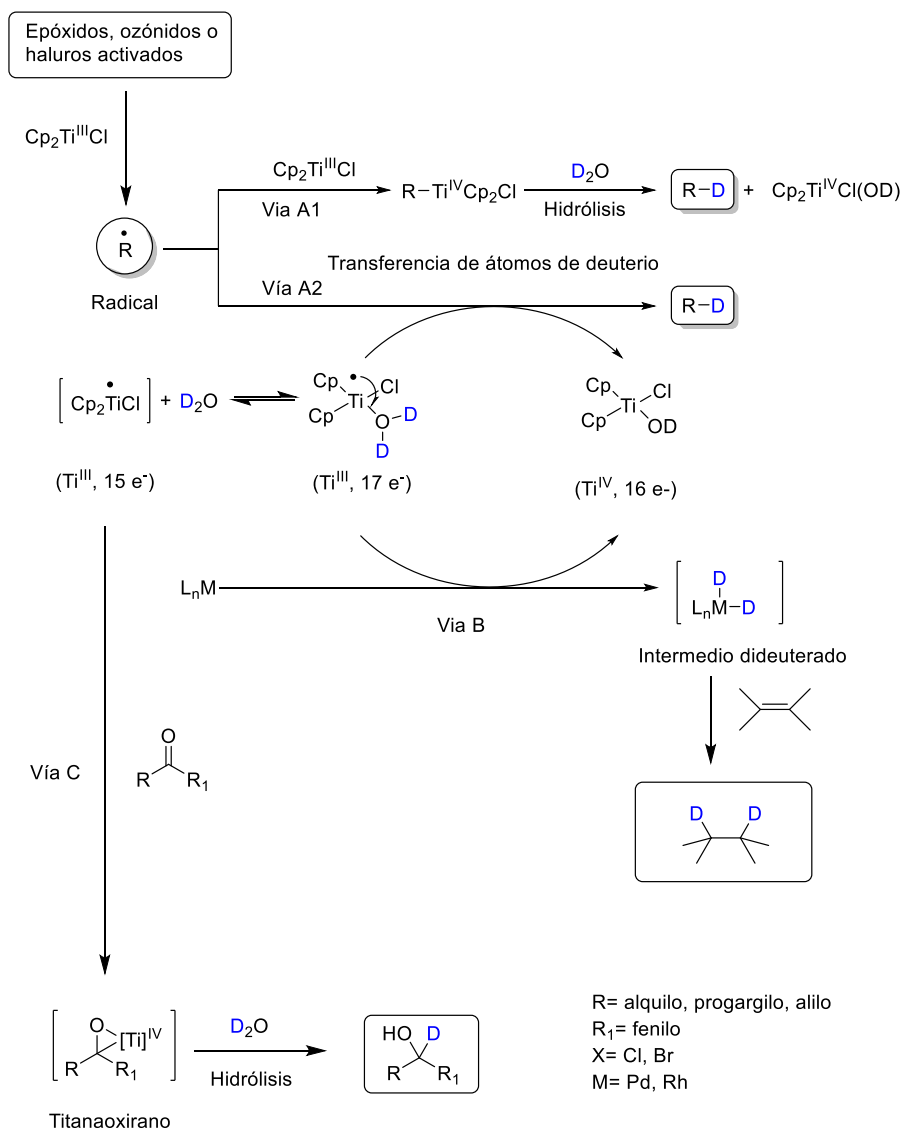 Epóxidos, ozónidos o
haluros activados
Cp2TiIIICl
Cp2TiIIICl
Via A1
R-TiIVCp2Cl
D2O
Hidrólisis
R-D + Cp2TiIVCl(OD)
R
Radical
Transferencia de átomos de deuterio
Vía A2
R-D
[Cp2TiCl] + D2O
Cp
Cp
Ti
Cl
O
D
D
Cp
Cp
Ti
Cl
OD
(TiIII, 15 e-)
(TiIII, 17 e-)
(TiIV, 16 e-)
LnM
Via B
D
LnM-D
Intermedio dideuterado
Vía C
O
R
R1
D
D
O
[Ti]IV
R
R1
Titanaoxirano
D2O
Hidrólisis
HO
D
R
R1
R= alquilo, progargilo, alilo
R1= fenilo
X= Cl, Br
M= Pd, Rh